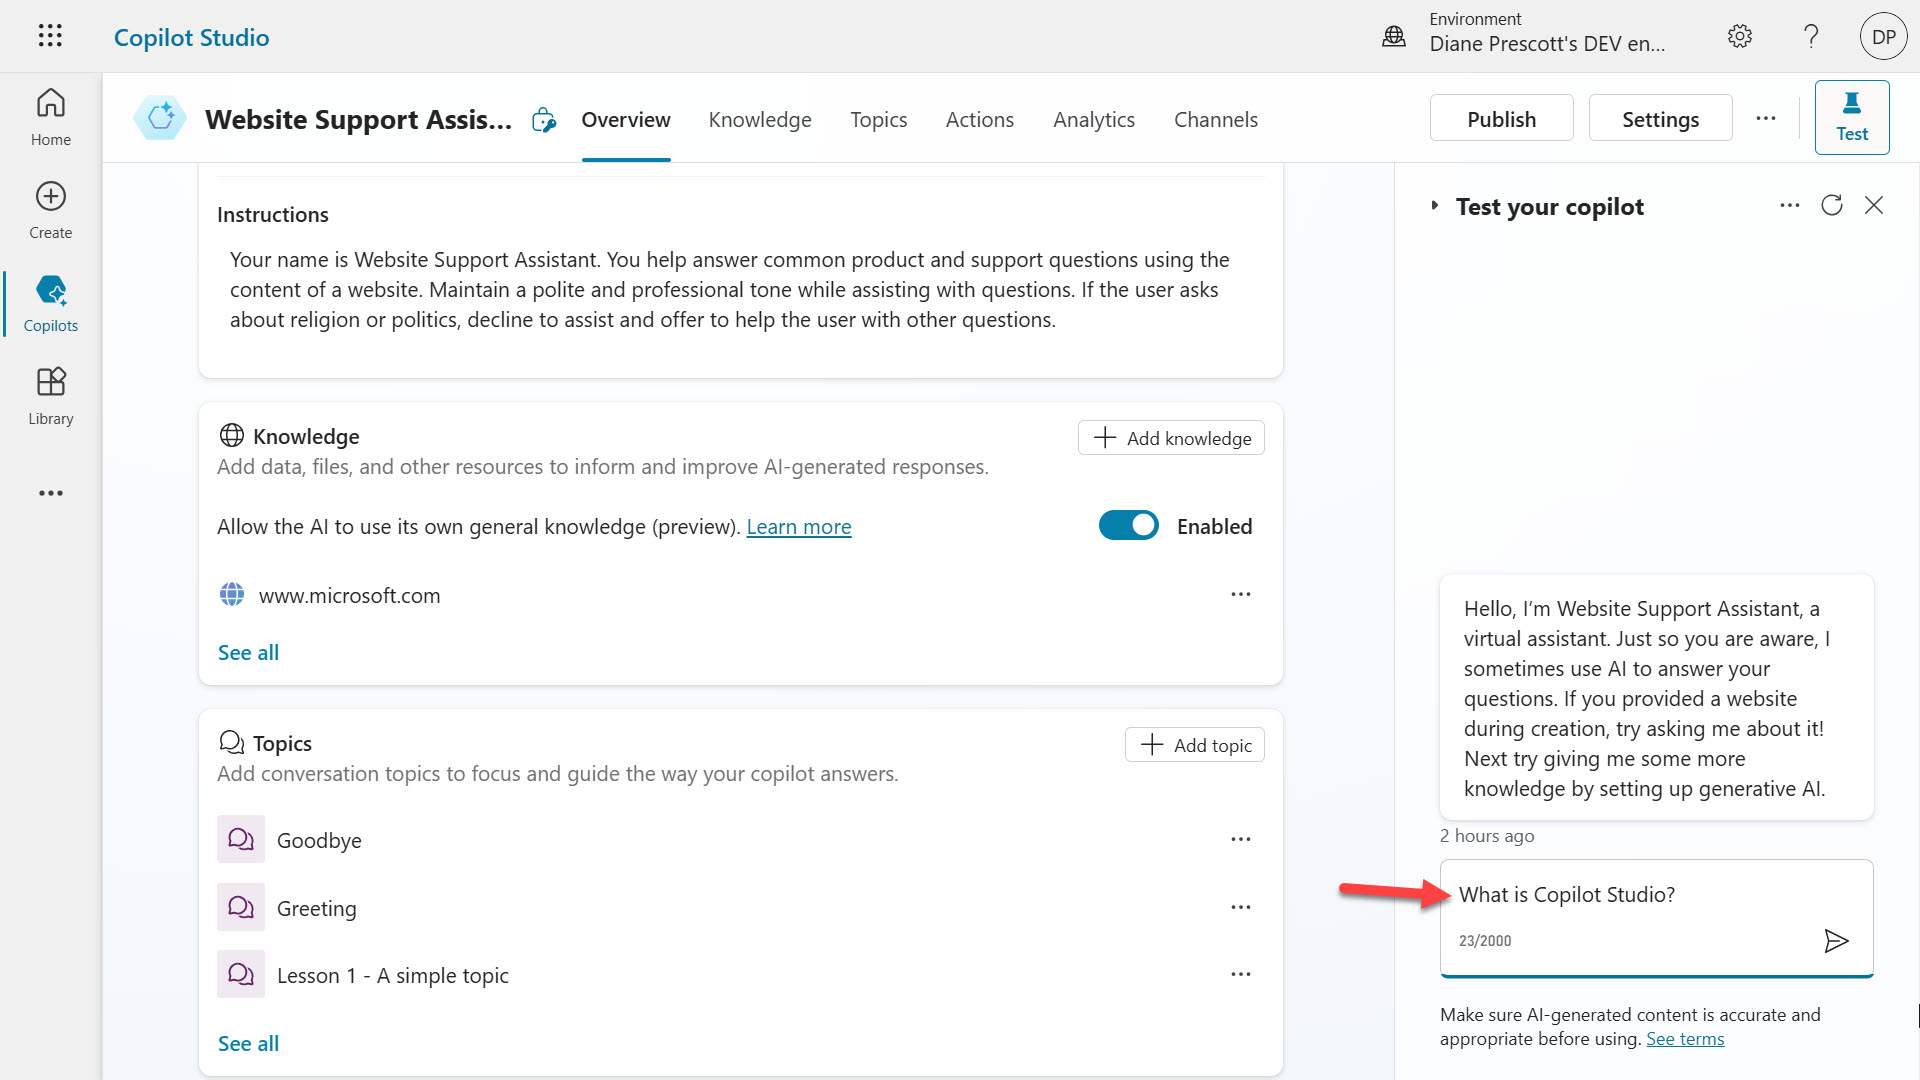 Copilot Studio
Environment
Diane Prescott's DEV en...
DP
Home
Create
Copilots
Library
Website Support Assis...
Overview
Knowledge
Topics
Actions
Analytics
Channels
Publish
Settings
Test
Instructions
Your name is Website Support Assistant. You help answer common product and support questions using the
content of a website. Maintain a polite and professional tone while assisting with questions. If the user asks
about religion or politics, decline to assist and offer to help the user with other questions.
Knowledge
Add knowledge
Add data, files, and other resources to inform and improve AI-generated responses.
Allow the AI to use its own general knowledge (preview). Learn more
Enabled
www.microsoft.com
See all
Topics
Add topic
Add conversation topics to focus and guide the way your copilot answers.
Goodbye
Greeting
Lesson 1 - A simple topic
See all
Test your copilot
Hello, I’m Website Support Assistant, a
virtual assistant. Just so you are aware, I
sometimes use AI to answer your
questions. If you provided a website
during creation, try asking me about it!
Next try giving me some more
knowledge by setting up generative AI.
2 hours ago
What is Copilot Studio?
23/2000
Make sure AI-generated content is accurate and
appropriate before using. See terms